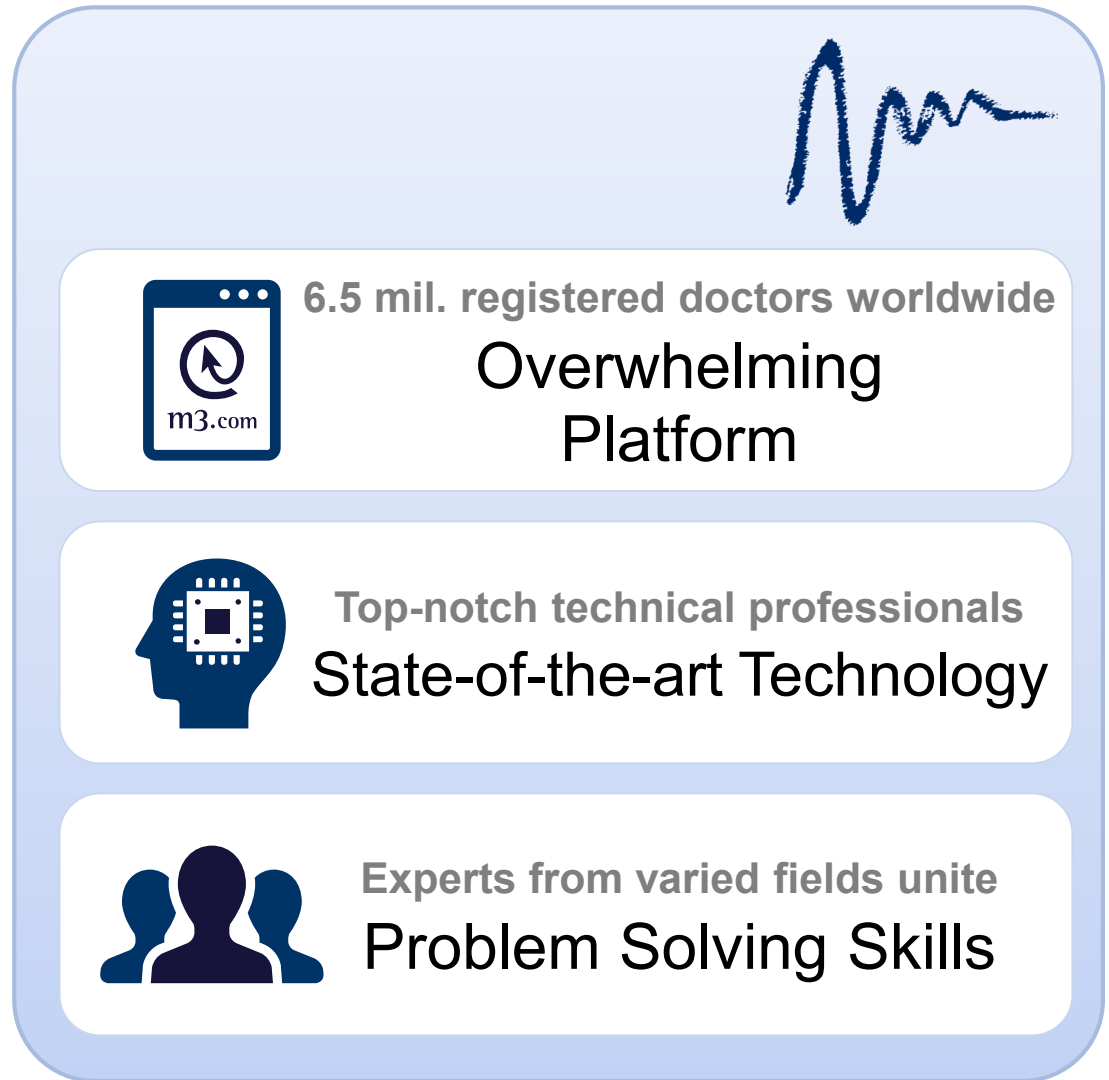 6.5 mil. registered doctors worldwide
Overwhelming
Platform
m3.com
Top-notch technical professionals
State-of-the-art Technology
Experts from varied fields unite
Problem Solving Skills